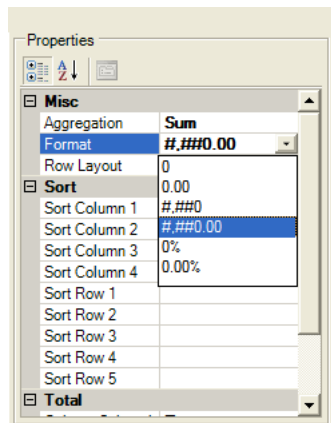 Properties
A
Z
Misc
Aggregation Sum
Format #,##0.00
Row Layout
0
0.00
#,##0
#,##0.00
0%
0.00%
Sort
Sort Column 1
Sort Column 2
Sort Column 3
Sort Column 4
Sort Row 1
Sort Row 2
Sort Row 3
Sort Row 4
Sort Row 5
Total